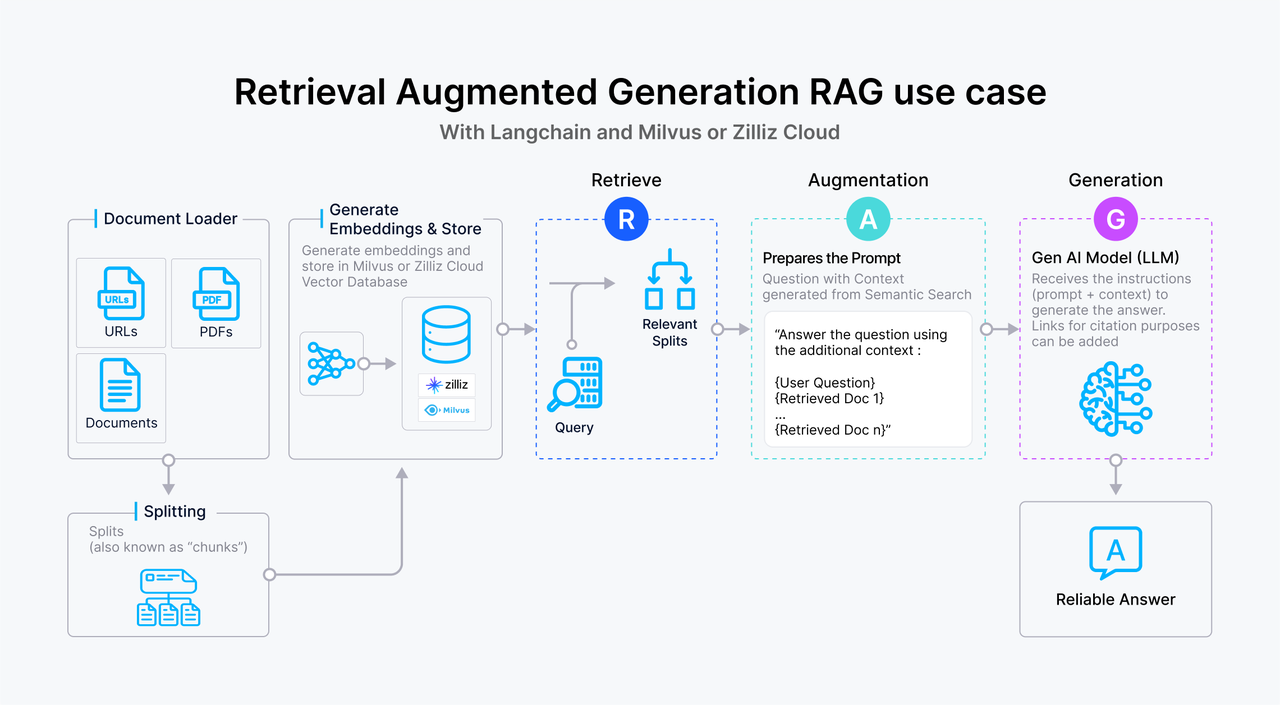 Retrieval Augmented Generation RAG use case
With Langchain and Milvus or Zilliz Cloud
Document Loader
URLs
URLs
PDF
PDFs
Documents
Splitting
Splits
(also known as “chunks”)
Generate
Embeddings & Store
Generate embeddings and
store in Milvus or Zilliz Cloud
Vector Database
zilliz
Milvus
Retrieve
R
Relevant
Splits
Query
Augmentation
A
Prepares the Prompt
Question with Context
generated from Semantic Search
“Answer the question using
the additional context :
{User Question}
{Retrieved Doc 1}
...
{Retrieved Doc n}”
Generation
G
Gen AI Model (LLM)
Receives the instructions
(prompt + context) to
generate the answer.
Links for citation purposes
can be added
A
Reliable Answer